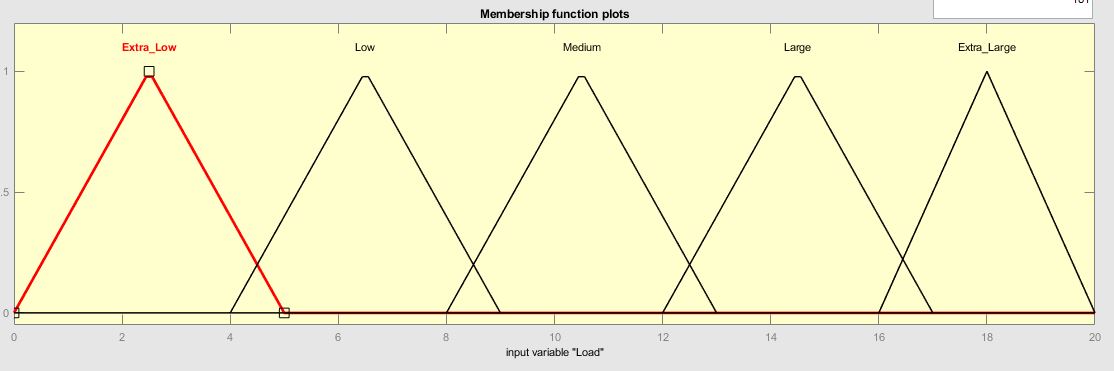 Membership function plots
Extra_Low Low Medium Large Extra_Large
1
.5
0
0 2 4 6 8 10 12 14 16 18 20
input variable "Load"